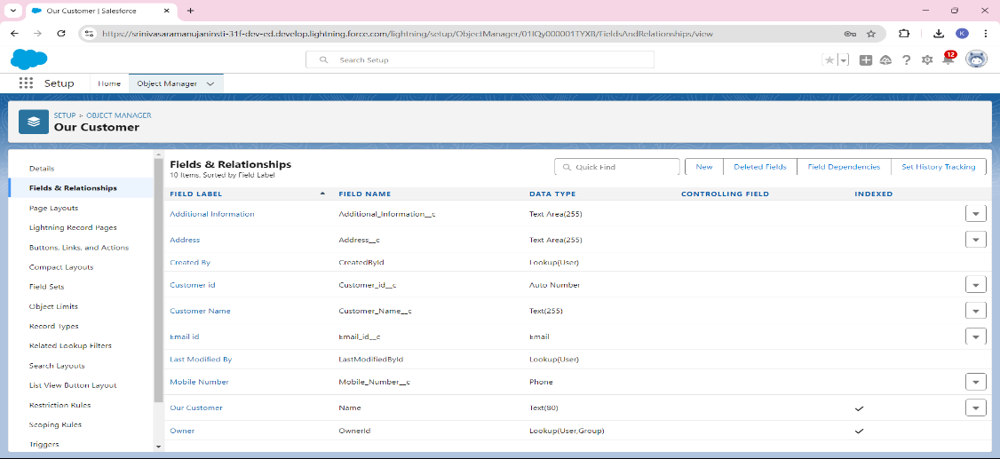 Our Customer | Salesforce
https://srinivasaramanujaninsti-31f-dev-ed.develop.lightning.force.com/lightning/setup/ObjectManager/01IQy000001TYX8/FieldsAndRelationships/view
K
Search Setup
12
Setup Home Object Manager
SETUP > OBJECT MANAGER
Our Customer
Details
Fields & Relationships
Page Layouts
Lightning Record Pages
Buttons, Links, and Actions
Compact Layouts
Field Sets
Object Limits
Record Types
Related Lookup Filters
Search Layouts
List View Button Layout
Restriction Rules
Scoping Rules
Triggers
Fields & Relationships
10 Items, Sorted by Field Label
Quick Find New Deleted Fields Field Dependencies Set History Tracking
FIELD LABEL FIELD NAME DATA TYPE CONTROLLING FIELD INDEXED
Additional Information Additional_Information__c Text Area(255)
Address Address__c Text Area(255)
Created By CreatedById Lookup(User)
Customer id Customer_id__c Auto Number
Customer Name Customer_Name__c Text(255)
Email id Email_id__c Email
Last Modified By LastModifiedById Lookup(User)
Mobile Number Mobile_Number__c Phone
Our Customer Name Text(80)
Owner OwnerId Lookup(User,Group)